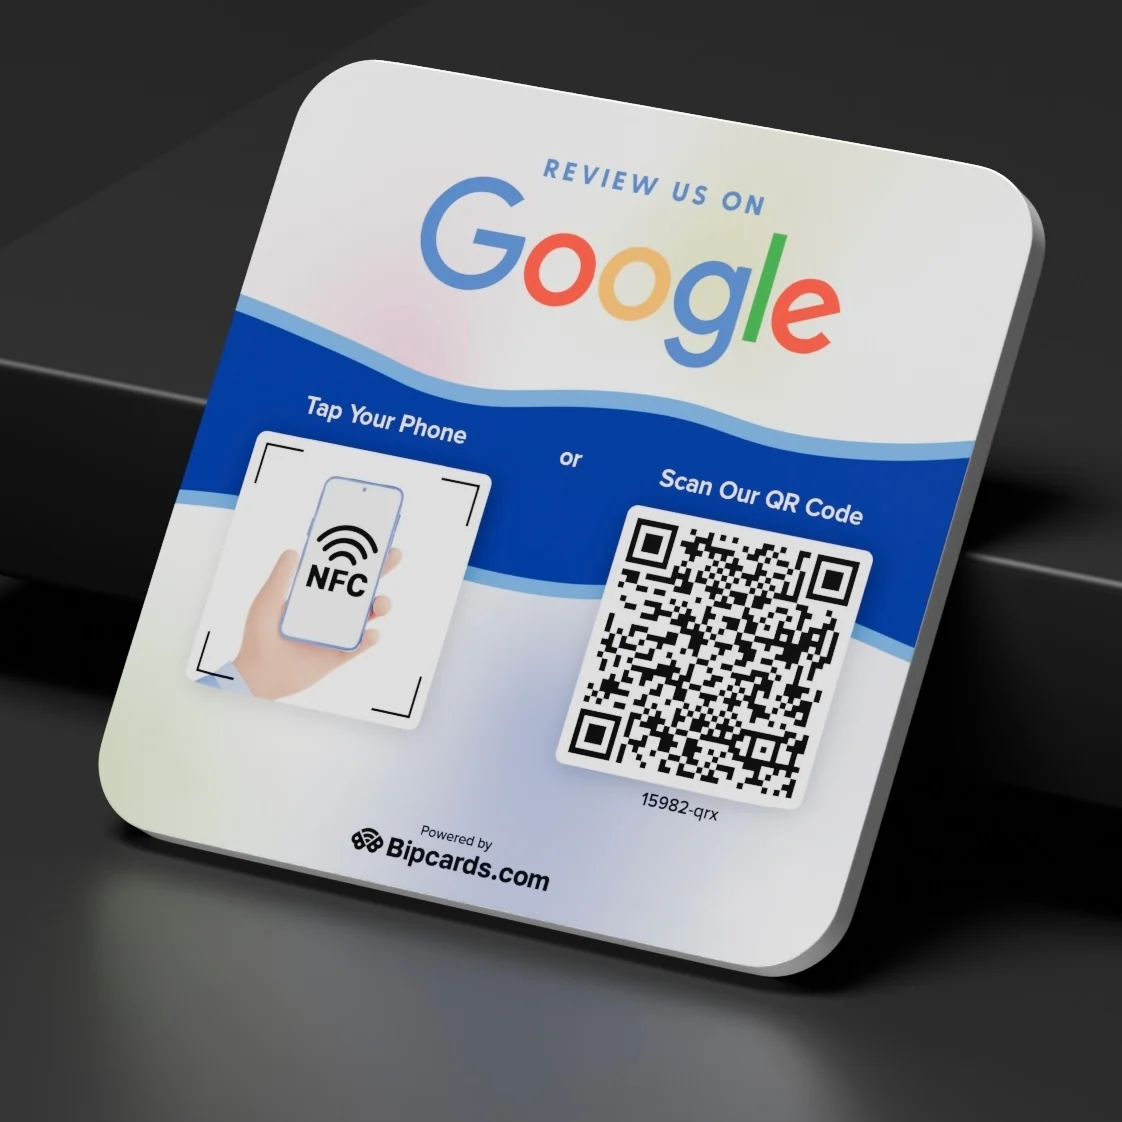 REVIEW US ON
Google
Tap Your Phone
or
Scan Our QR Code
NFC
15982-qrx
Powered by
Bipcards.com